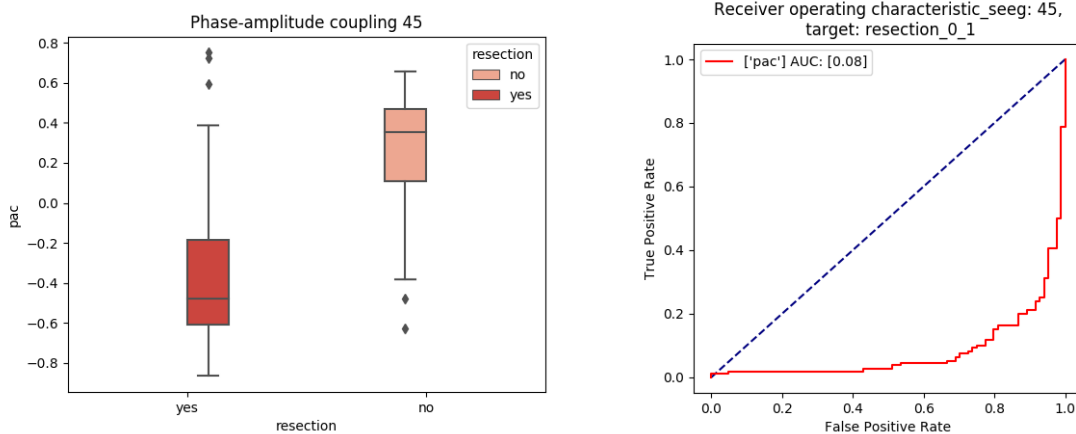 Phase-amplitude coupling 45
resection
no
yes
0.8
0.6
0.4
0.2
0.0
−0.2
−0.4
−0.6
−0.8
pac
yes
no
resection
Receiver operating characteristic_seeg: 45,
target: resection_0_1
['pac'] AUC: [0.08]
1.0
0.8
0.6
0.4
0.2
0.0
True Positive Rate
0.0 0.2 0.4 0.6 0.8 1.0
False Positive Rate